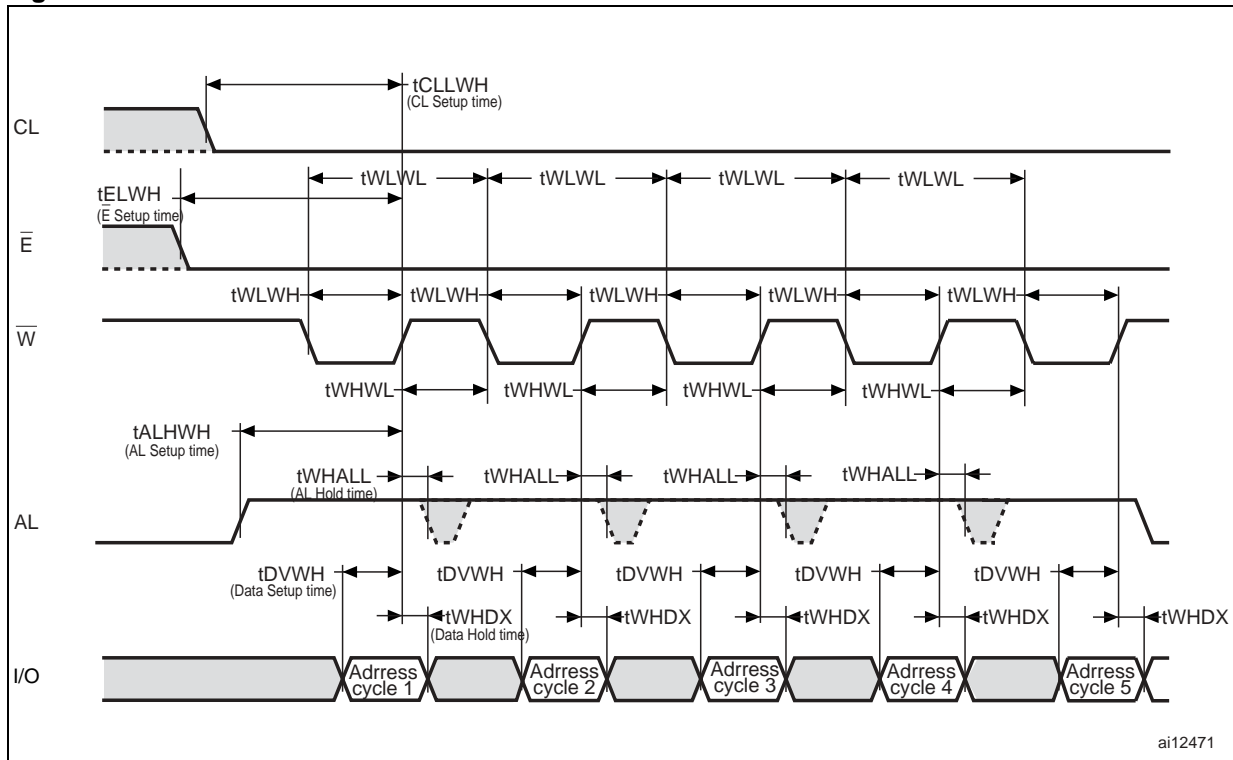 tCLLWH
(CL Setup time)
CL
tWLWL tWLWL tWLWL tWLWL
tELWH
(E Setup time)
E
tWLWH tWLWH tWLWH tWLWH tWLWH
W
tWHWL tWHWL tWHWL tWHWL
tALHWH
(AL Setup time)
tWHALL tWHALL tWHALL tWHALL
(AL Hold time)
AL
tDVWH tDVWH tDVWH tDVWH tDVWH
(Data Setup time)
tWHDX tWHDX tWHDX tWHDX tWHDX
(Data Hold time)
I/O
Adrress Adrress Adrress Adrress Adrress
cycle 1 cycle 2 cycle 3 cycle 4 cycle 5
ai12471